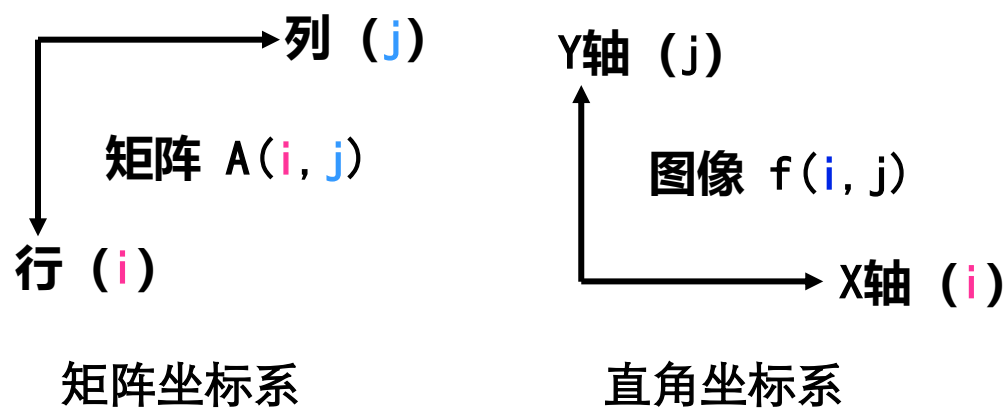 列 (j)
矩阵 A(i,j)
行 (i)
矩阵坐标系
Y轴 (j)
图像 f(i,j)
X轴 (i)
直角坐标系